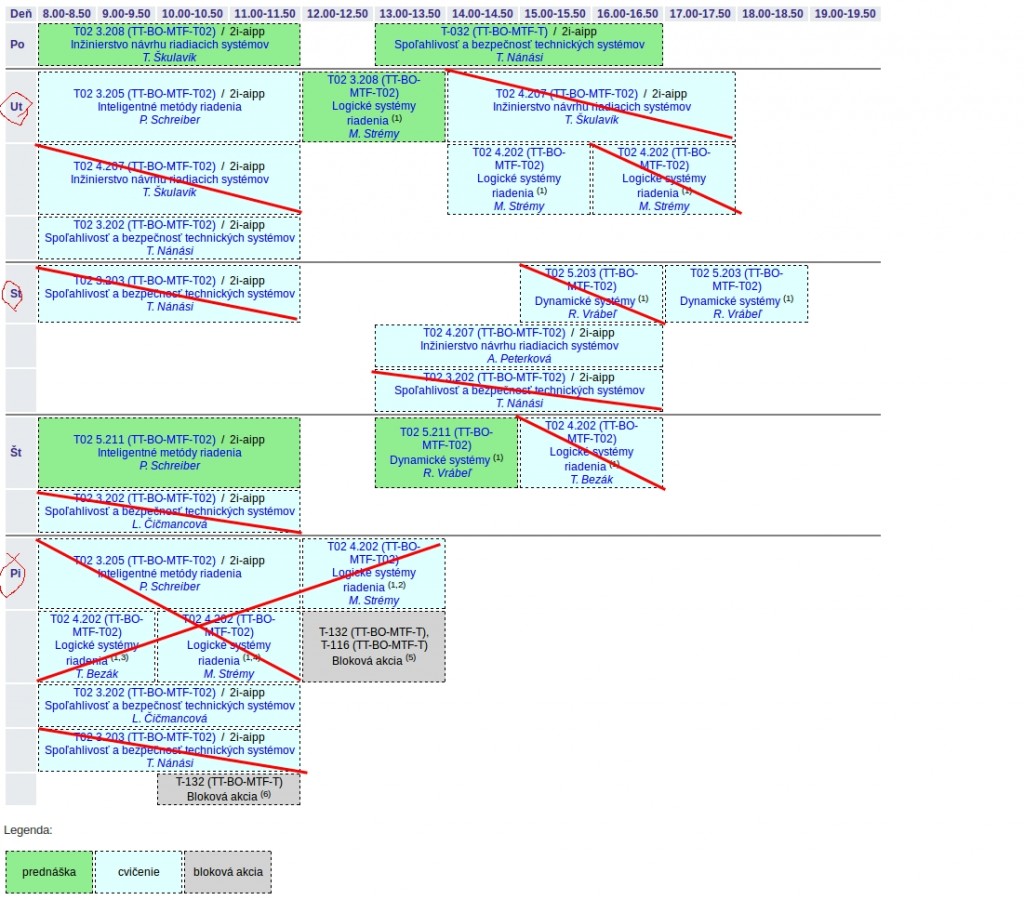 Deň 8.00-8.50 9.00-9.50 10.00-10.50 11.00-11.50 12.00-12.50 13.00-13.50 14.00-14.50 15.00-15.50 16.00-16.50 17.00-17.50 18.00-18.50 19.00-19.50
Po
T02 3.208 (TT-BO-MTF-T02) / 2i-aipp
Inžinierstvo návrhu riadiacich systémov
T. Škulavík
T-032 (TT-BO-MTF-T) / 2i-aipp
Spoľahlivosť a bezpečnosť technických systémov
T. Nánási
Ut
T02 3.205 (TT-BO-MTF-T02) / 2i-aipp
Inteligentné metódy riadenia
P. Schreiber
T02 3.208 (TT-BO-
MTF-T02)
Logické systémy
riadenia (1)
M. Strémy
T02 4.207 (TT-BO-MTF-T02) / 2i-aipp
Inžinierstvo návrhu riadiacich systémov
T. Škulavík
T02 4.207 (TT-BO-MTF-T02) / 2i-aipp
Inžinierstvo návrhu riadiacich systémov
T. Škulavík
T02 4.202 (TT-BO-
MTF-T02)
Logické systémy
riadenia (1)
M. Strémy
T02 4.202 (TT-BO-
MTF-T02)
Logické systémy
riadenia (1)
M. Strémy
T02 3.202 (TT-BO-MTF-T02) / 2i-aipp
Spoľahlivosť a bezpečnosť technických systémov
T. Nánási
St
T02 3.203 (TT-BO-MTF-T02) / 2i-aipp
Spoľahlivosť a bezpečnosť technických systémov
T. Nánási
T02 5.203 (TT-BO-
MTF-T02)
Dynamické systémy (1)
R. Vrábeľ
T02 5.203 (TT-BO-
MTF-T02)
Dynamické systémy (1)
R. Vrábeľ
T02 4.207 (TT-BO-MTF-T02) / 2i-aipp
Inžinierstvo návrhu riadiacich systémov
A. Peterková
T02 3.202 (TT-BO-MTF-T02) / 2i-aipp
Spoľahlivosť a bezpečnosť technických systémov
T. Nánási
Št
T02 5.211 (TT-BO-MTF-T02) / 2i-aipp
Inteligentné metódy riadenia
P. Schreiber
T02 5.211 (TT-BO-
MTF-T02)
Dynamické systémy (1)
R. Vrábeľ
T02 4.202 (TT-BO-
MTF-T02)
Logické systémy
riadenia (1)
T. Bezák
T02 3.202 (TT-BO-MTF-T02) / 2i-aipp
Spoľahlivosť a bezpečnosť technických systémov
L. Čičmancová
Pi
T02 3.205 (TT-BO-MTF-T02) / 2i-aipp
Inteligentné metódy riadenia
P. Schreiber
T02 4.202 (TT-BO-
MTF-T02)
Logické systémy
riadenia (1,2)
M. Strémy
T02 4.202 (TT-BO-
MTF-T02)
Logické systémy
riadenia (1,3)
T. Bezák
T02 4.202 (TT-BO-
MTF-T02)
Logické systémy
riadenia (1,4)
M. Strémy
T-132 (TT-BO-MTF-T),
T-116 (TT-BO-MTF-T)
Bloková akcia (5)
T02 3.202 (TT-BO-MTF-T02) / 2i-aipp
Spoľahlivosť a bezpečnosť technických systémov
L. Čičmancová
T02 3.203 (TT-BO-MTF-T02) / 2i-aipp
Spoľahlivosť a bezpečnosť technických systémov
T. Nánási
T-132 (TT-BO-MTF-T)
Bloková akcia (6)
Legenda:
prednáška cvičenie bloková akcia